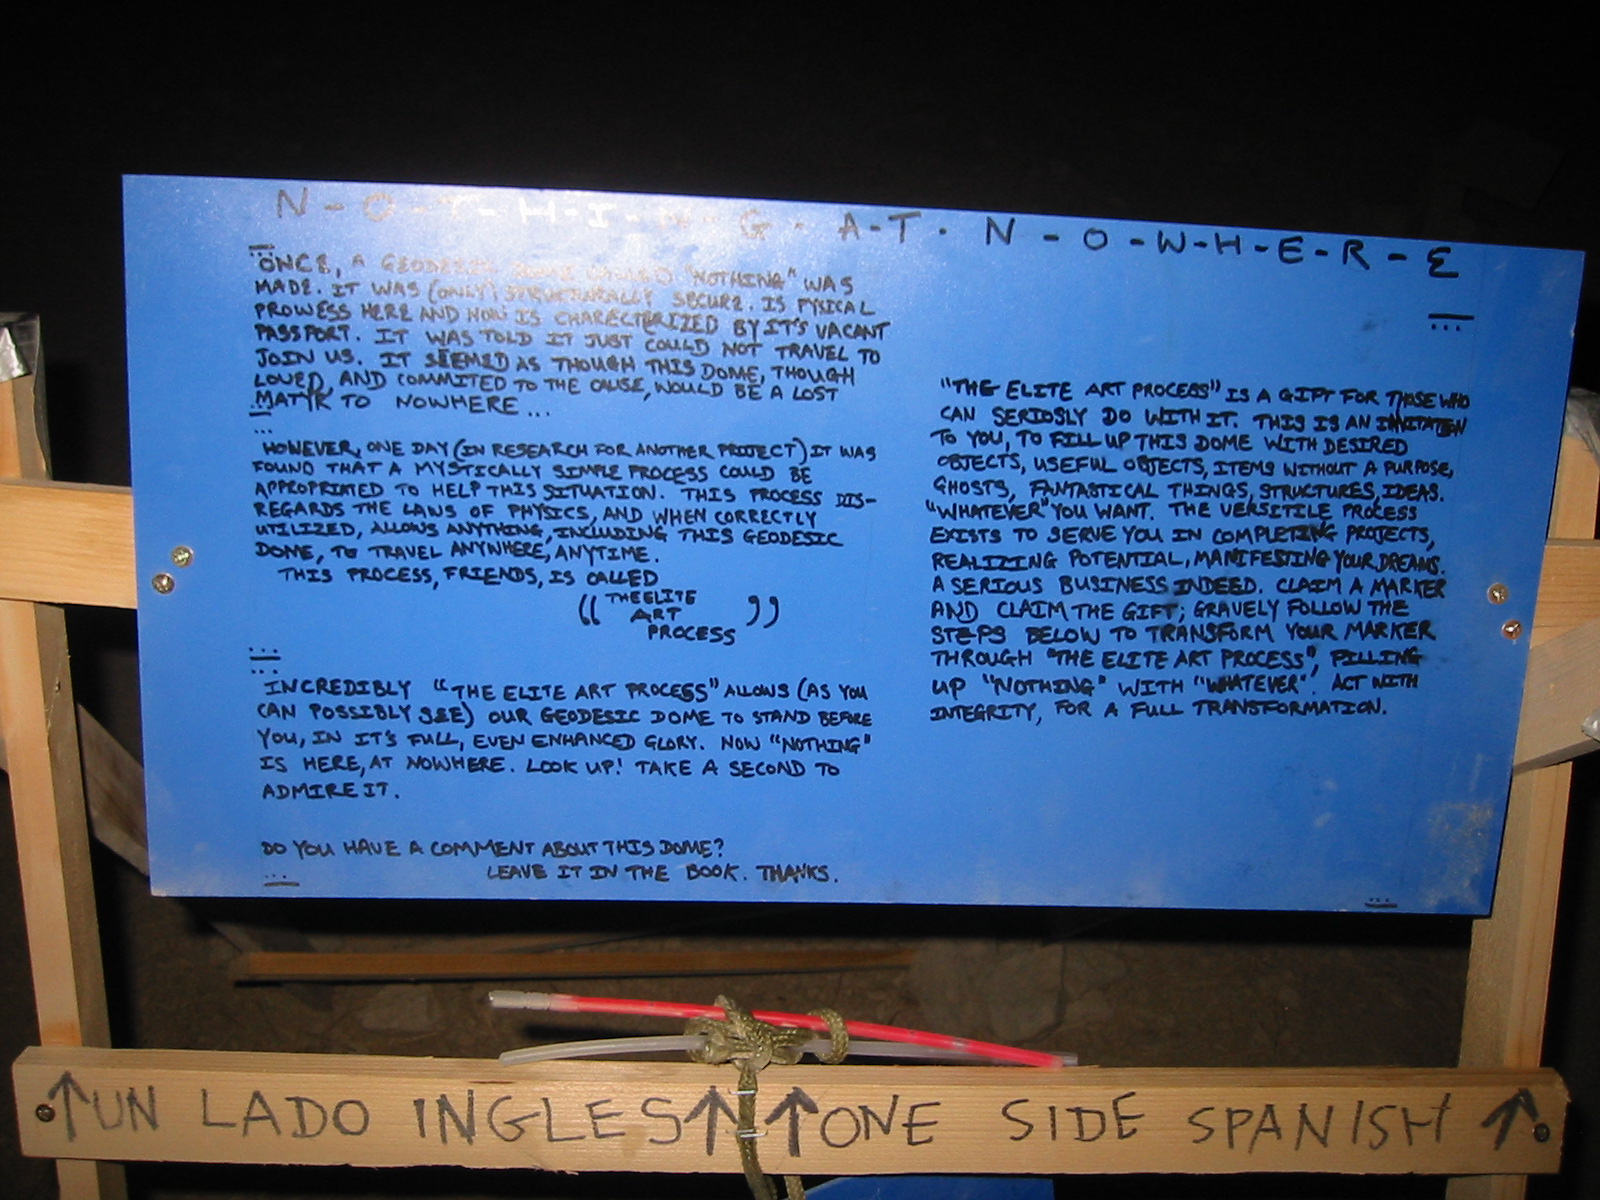 N-O-T-H-I-N-G-A-T-N-O-W-H-E-R-E
ONCE, A GEODESIC DOME CALLED "NOTHING" WAS
MADE. IT WAS (ONLY) STRUCTURALLY SECURE. IS FYSICAL
PROWESS HERE AND NOW IS CHARECTERIZED BY IT'S VACANT
PASSPORT. IT WAS TOLD IT JUST COULD NOT TRAVEL TO
JOIN US. IT SEEMED AS THOUGH THIS DOME, THOUGH
LOVED, AND COMMITED TO THE CAUSE, WOULD BE A LOST
MATYR TO NOWHERE ...
...
HOWEVER, ONE DAY (IN RESEARCH FOR ANOTHER PROJECT) IT WAS
FOUND THAT A MYSTICALLY SIMPLE PROCESS COULD BE
APPROPRIATED TO HELP THIS SITUATION. THIS PROCESS DIS-
REGARDS THE LAWS OF PHYSICS, AND WHEN CORRECTLY
UTILIZED, ALLOWS ANYTHING, INCLUDING THIS GEODESIC
DOME, TO TRAVEL ANYWHERE, ANYTIME.
THIS PROCESS, FRIENDS, IS CALLED
"THE ELITE
ART
PROCESS"
INCREDIBLY "THE ELITE ART PROCESS" ALLOWS (AS YOU
CAN POSSIBLY SEE) OUR GEODESIC DOME TO STAND BEFORE
YOU, IN IT'S FULL, EVEN ENHANCED GLORY. NOW "NOTHING"
IS HERE, AT NOWHERE. LOOK UP! TAKE A SECOND TO
ADMIRE IT.
DO YOU HAVE A COMMENT ABOUT THIS DOME?
LEAVE IT IN THE BOOK. THANKS.
"THE ELITE ART PROCESS" IS A GIFT FOR THOSE WHO
CAN SERIOSLY DO WITH IT. THIS IS AN INVITATEN
TO YOU, TO FILL UP THIS DOME WITH DESIRED
OBJECTS, USEFUL OBJECTS, ITEMS WITHOUT A PURPOSE,
GHOSTS, FANTASTICAL THINGS, STRUCTURES, IDEAS.
"WHATEVER" YOU WANT. THE VERSITILE PROCESS
EXISTS TO SERVE YOU IN COMPLETING PROJECTS,
REALIZING POTENTIAL, MANIFESTING YOUR DREAMS.
A SERIOUS BUSINESS INDEED. CLAIM A MARKER
AND CLAIM THE GIFT; GRAVELY FOLLOW THE
STEPS BELOW TO TRANSFORM YOUR MARKER
THROUGH "THE ELITE ART PROCESS", FILLING
UP "NOTHING" WITH "WHATEVER". ACT WITH
INTEGRITY, FOR A FULL TRANSFORMATION.
↑UN LADO INGLES↑ ↑ONE SIDE SPANISH↑